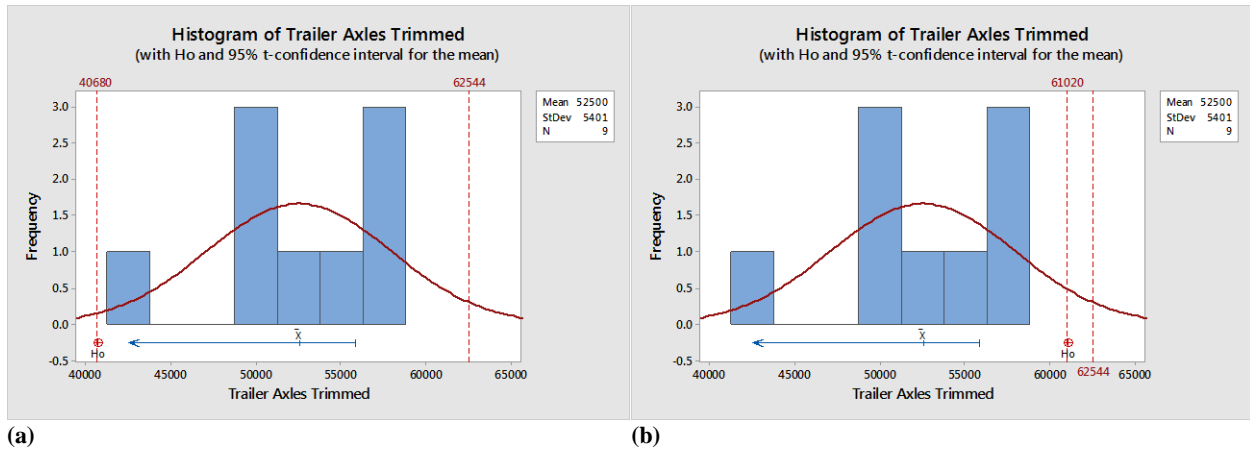 Histogram of Trailer Axles Trimmed
(with Ho and 95% t-confidence interval for the mean)
40680 62544
Mean 52500
StDev 5401
N 9
Frequency
3.0
2.5
2.0
1.5
1.0
0.5
0.0
-0.5
X̄
Ho
40000 45000 50000 55000 60000 65000
Trailer Axles Trimmed
(a)
Histogram of Trailer Axles Trimmed
(with Ho and 95% t-confidence interval for the mean)
61020
Mean 52500
StDev 5401
N 9
Frequency
3.0
2.5
2.0
1.5
1.0
0.5
0.0
-0.5
X̄
Ho
62544
40000 45000 50000 55000 60000 65000
Trailer Axles Trimmed
(b)